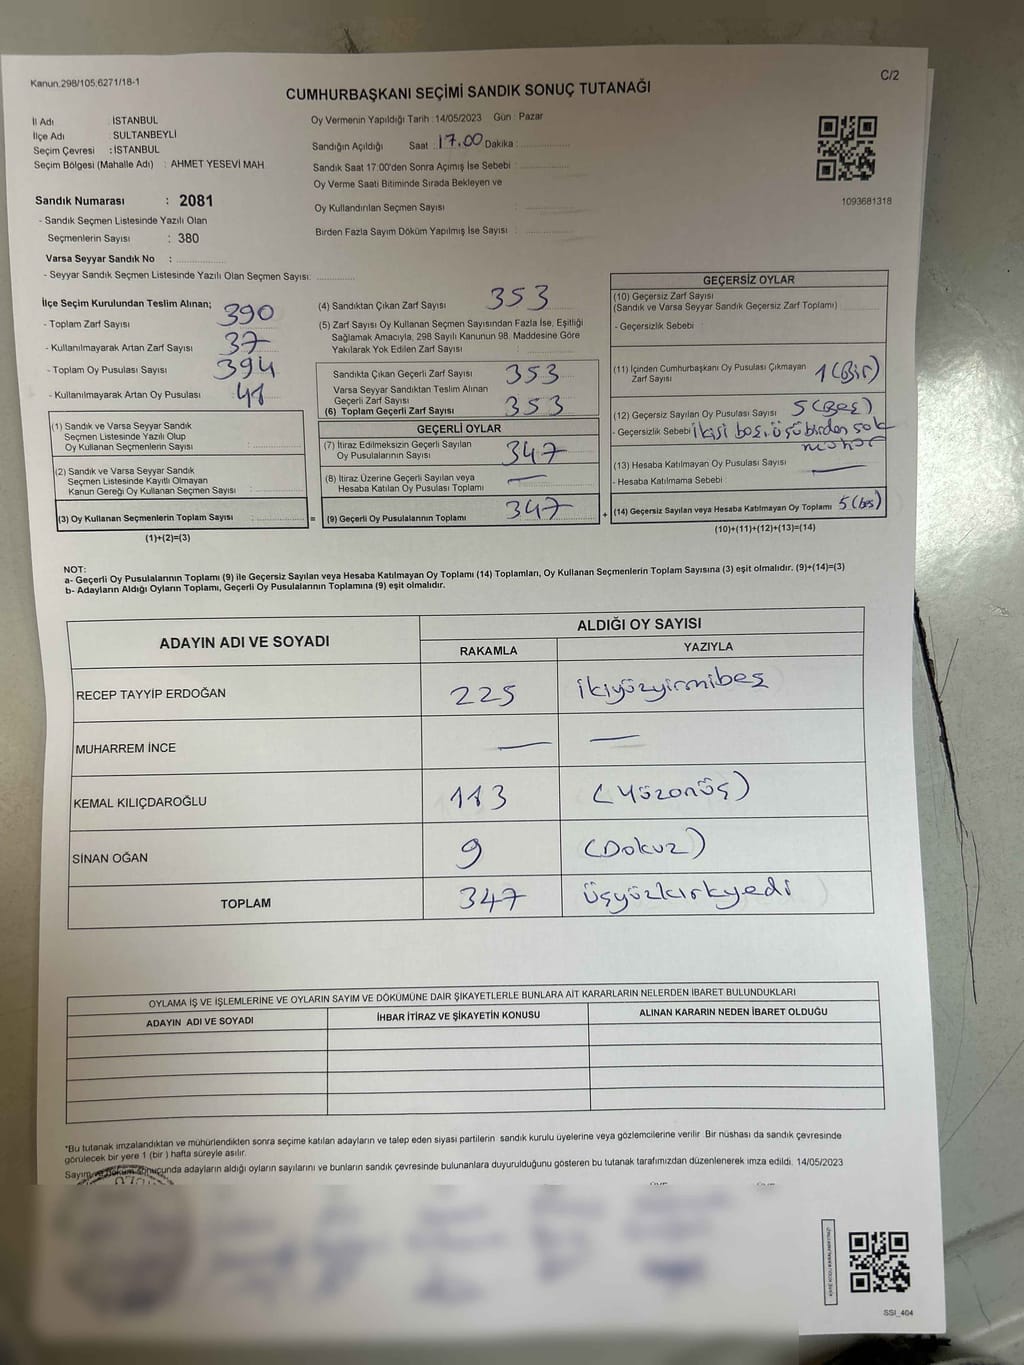 Kanun.298/105.6271/18-1
C/2
CUMHURBAŞKANI SEÇİMİ SANDIK SONUÇ TUTANAĞI
İl Adı : İSTANBUL
İlçe Adı : SULTANBEYLİ
Seçim Çevresi : İSTANBUL
Seçim Bölgesi (Mahalle Adı) : AHMET YESEVİ MAH.
Sandık Numarası : 2081
- Sandık Seçmen Listesinde Yazılı Olan
Seçmenlerin Sayısı : 380
Varsa Seyyar Sandık No :
- Seyyar Sandık Seçmen Listesinde Yazılı Olan Seçmen Sayısı:
Oy Vermenin Yapıldığı Tarih : 14/05/2023 Gün : Pazar
Sandığın Açıldığı Saat : 17.00 Dakika :
Sandık Saat 17:00'den Sonra Açılmış İse Sebebi :
Oy Verme Saati Bitiminde Sırada Bekleyen ve
Oy Kullandırılan Seçmen Sayısı :
Birden Fazla Sayım Döküm Yapılmış İse Sayısı :
1093681318
İlçe Seçim Kurulundan Teslim Alınan;
- Toplam Zarf Sayısı : 390
- Kullanılmayarak Artan Zarf Sayısı : 37
- Toplam Oy Pusulası Sayısı : 394
- Kullanılmayarak Artan Oy Pusulası : 41
(1) Sandık ve Varsa Seyyar Sandık
Seçmen Listesinde Yazılı Olup
Oy Kullanan Seçmenlerin Sayısı :
(2) Sandık ve Varsa Seyyar Sandık
Seçmen Listesinde Kayıtlı Olmayan
Kanun Gereği Oy Kullanan Seçmen Sayısı :
(3) Oy Kullanan Seçmenlerin Toplam Sayısı :
(1)+(2)=(3)
(4) Sandıktan Çıkan Zarf Sayısı : 353
(5) Zarf Sayısı Oy Kullanan Seçmen Sayısından Fazla İse, Eşitliği
Sağlamak Amacıyla, 298 Sayılı Kanunun 98. Maddesine Göre
Yakılarak Yok Edilen Zarf Sayısı :
Sandıkta Çıkan Geçerli Zarf Sayısı : 353
Varsa Seyyar Sandıktan Teslim Alınan
Geçerli Zarf Sayısı :
(6) Toplam Geçerli Zarf Sayısı : 353
GEÇERLİ OYLAR
(7) İtiraz Edilmeksizin Geçerli Sayılan
Oy Pusulalarının Sayısı : 347
(8) İtiraz Üzerine Geçerli Sayılan veya
Hesaba Katılan Oy Pusulası Toplamı : —
= (9) Geçerli Oy Pusulalarının Toplamı : 347
GEÇERSİZ OYLAR
(10) Geçersiz Zarf Sayısı
(Sandık ve Varsa Seyyar Sandık Geçersiz Zarf Toplamı) :
- Geçersizlik Sebebi :
(11) İçinden Cumhurbaşkanı Oy Pusulası Çıkmayan
Zarf Sayısı : 1 (Bir)
(12) Geçersiz Sayılan Oy Pusulası Sayısı : 5 (Beş)
- Geçersizlik Sebebi : ikisi boş, üçü birden çok
mühür
(13) Hesaba Katılmayan Oy Pusulası Sayısı : —
- Hesaba Katılmama Sebebi :
+ (14) Geçersiz Sayılan veya Hesaba Katılmayan Oy Toplamı : 5 (beş)
(10)+(11)+(12)+(13)=(14)
NOT:
a- Geçerli Oy Pusulalarının Toplamı (9) ile Geçersiz Sayılan veya Hesaba Katılmayan Oy Toplamı (14) Toplamları, Oy Kullanan Seçmenlerin Toplam Sayısına (3) eşit olmalıdır. (9)+(14)=(3)
b- Adayların Aldığı Oyların Toplamı, Geçerli Oy Pusulalarının Toplamına (9) eşit olmalıdır.
ADAYIN ADI VE SOYADI
ALDIĞI OY SAYISI
RAKAMLA YAZIYLA
RECEP TAYYİP ERDOĞAN 225 ikiyüzyirmibeş
MUHARREM İNCE — —
KEMAL KILIÇDAROĞLU 113 (Yüzonüç)
SİNAN OĞAN 9 (Dokuz)
TOPLAM 347 üçyüzkırkyedi )
OYLAMA İŞ VE İŞLEMLERİNE VE OYLARIN SAYIM VE DÖKÜMÜNE DAİR ŞİKAYETLERLE BUNLARA AİT KARARLARIN NELERDEN İBARET BULUNDUKLARI
ADAYIN ADI VE SOYADI İHBAR İTİRAZ VE ŞİKAYETİN KONUSU ALINAN KARARIN NEDEN İBARET OLDUĞU
*Bu tutanak imzalandıktan ve mühürlendikten sonra seçime katılan adayların ve talep eden siyasi partilerin sandık kurulu üyelerine veya gözlemcilerine verilir. Bir nüshası da sandık çevresinde
görülecek bir yere 1 (bir) hafta süreyle asılır.
Sayım ve döküm sonucunda adayların aldığı oyların sayılarını ve bunların sandık çevresinde bulunanlara duyurulduğunu gösteren bu tutanak tarafımızdan düzenlenerek imza edildi. 14/05/2023
SSI_404